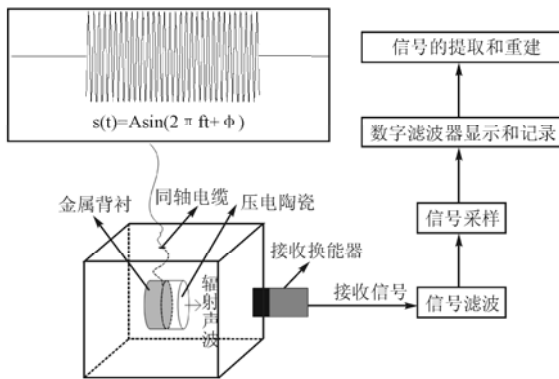 s(t)=Asin(2 π ft+ Φ)
信号的提取和重建
数字滤波器显示和记录
信号采样
信号滤波
接收信号
接收换能器
同轴电缆
金属背衬
压电陶瓷
辐射声波